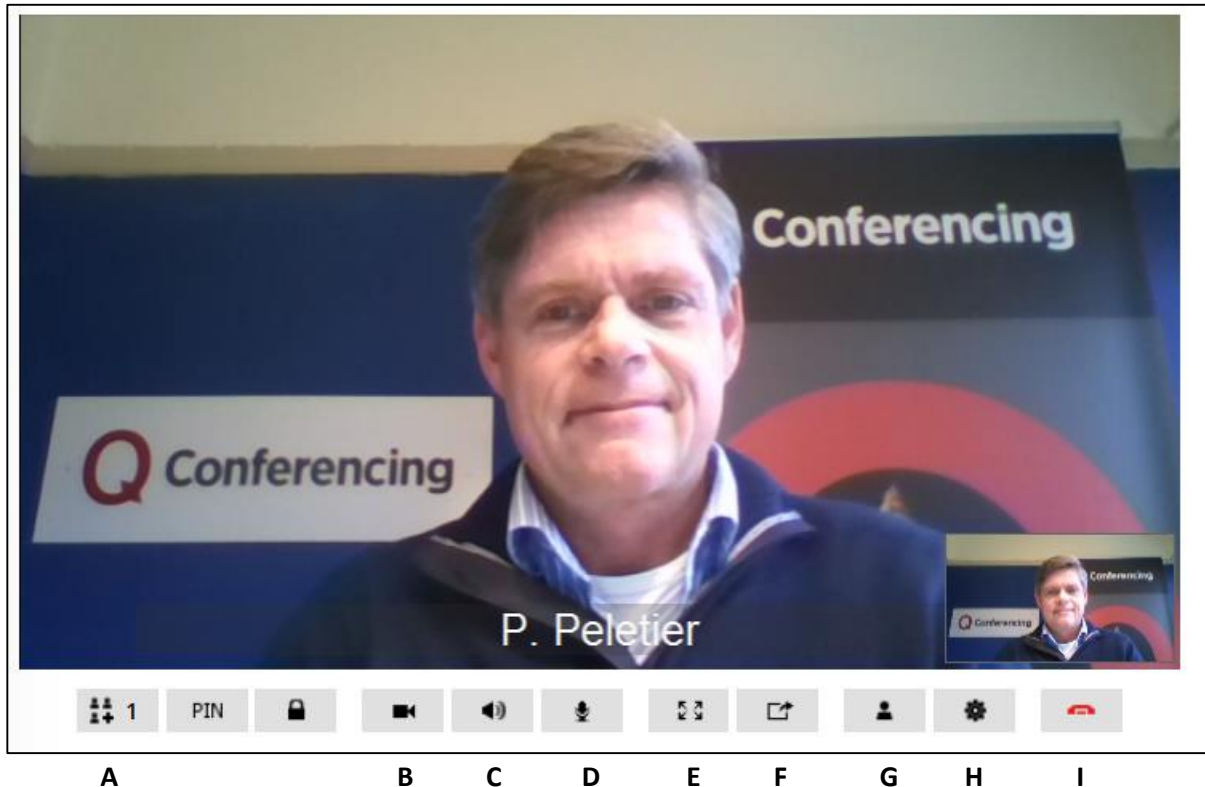 Conferencing
Q Conferencing
P. Peletier
Conferencing
Q Conferencing
1 PIN
A B C D E F G H I